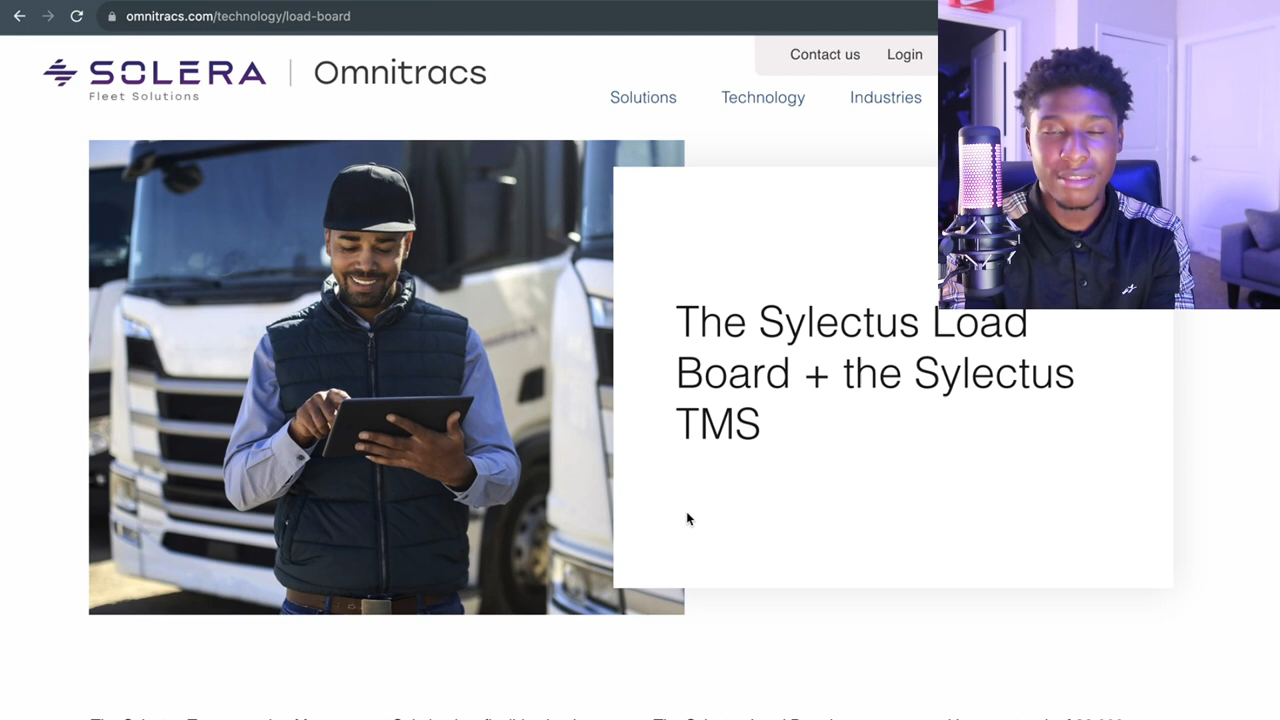 omnitracs.com/technology/load-board
Contact us Login
SOLERA
Fleet Solutions
Omnitracs
Solutions Technology Industries
The Sylectus Load
Board + the Sylectus
TMS